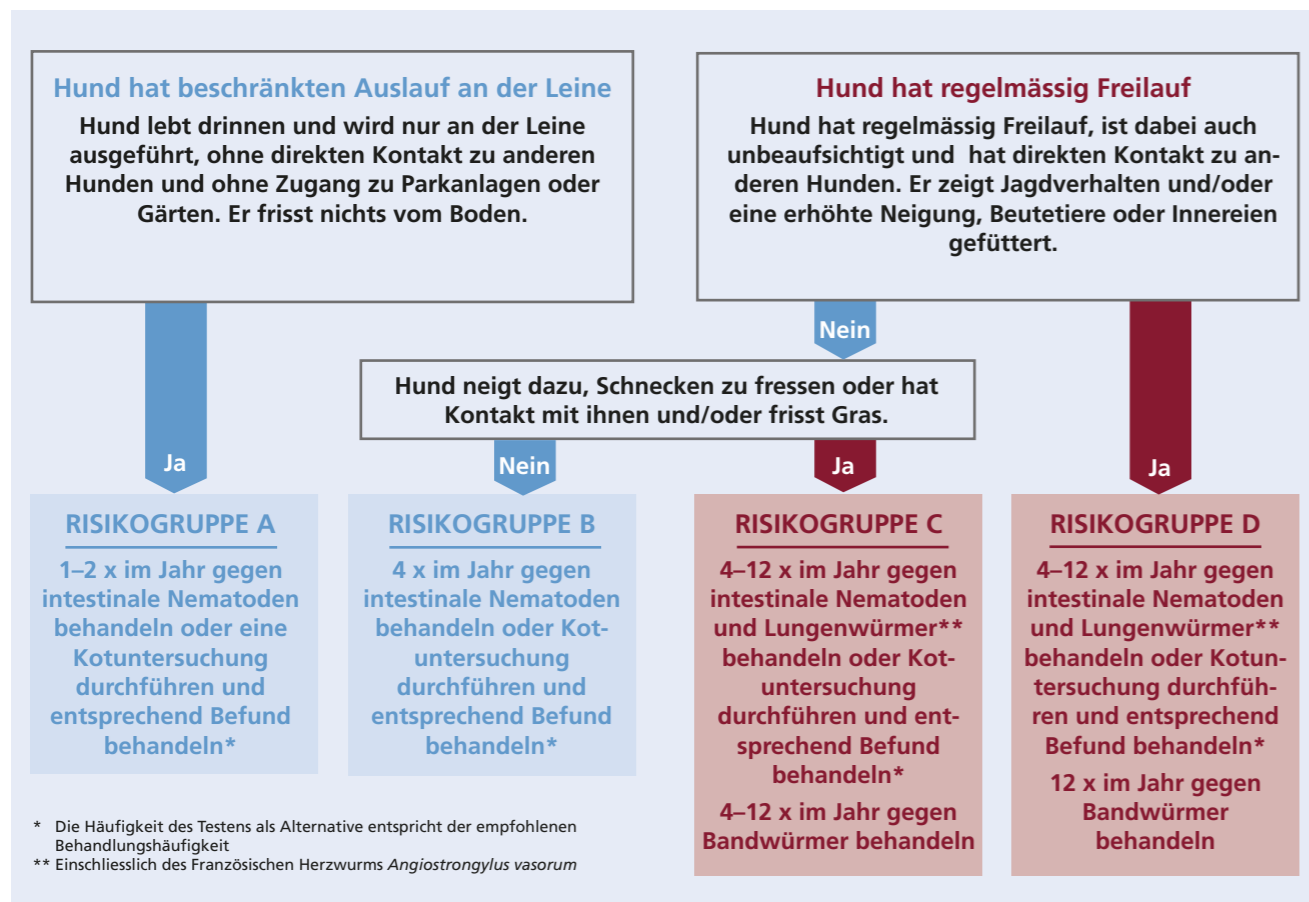 Hund hat beschränkten Auslauf an der Leine
Hund lebt drinnen und wird nur an der Leine
ausgeführt, ohne direkten Kontakt zu anderen
Hunden und ohne Zugang zu Parkanlagen oder
Gärten. Er frisst nichts vom Boden.
Hund hat regelmässig Freilauf
Hund hat regelmässig Freilauf, ist dabei auch
unbeaufsichtigt und  hat direkten Kontakt zu an-
deren Hunden. Er zeigt Jagdverhalten und/oder
eine erhöhte Neigung, Beutetiere oder Innereien
gefüttert.
Nein
Hund neigt dazu, Schnecken zu fressen oder hat
Kontakt mit ihnen und/oder frisst Gras.
Ja
Nein
Ja
Ja
RISIKOGRUPPE A
1–2 x im Jahr gegen
intestinale Nematoden
behandeln oder eine
Kotuntersuchung
durchführen und
entsprechend Befund
behandeln*
RISIKOGRUPPE B
4 x im Jahr gegen
intestinale Nematoden
behandeln oder Kot-
untersuchung
durchführen und
entsprechend Befund
behandeln*
RISIKOGRUPPE C
4–12 x im Jahr gegen
intestinale Nematoden
und Lungenwürmer**
behandeln oder Kot-
untersuchung
durchführen und ent-
sprechend Befund
behandeln*
4–12 x im Jahr gegen
Bandwürmer behandeln
RISIKOGRUPPE D
4–12 x im Jahr gegen
intestinale Nematoden
und Lungenwürmer**
behandeln oder Kotun-
tersuchung durchfüh-
ren und entsprechend
Befund behandeln*
12 x im Jahr gegen
Bandwürmer
behandeln
* Die Häufigkeit des Testens als Alternative entspricht der empfohlenen
Behandlungshäufigkeit
** Einschliesslich des Französischen Herzwurms Angiostrongylus vasorum